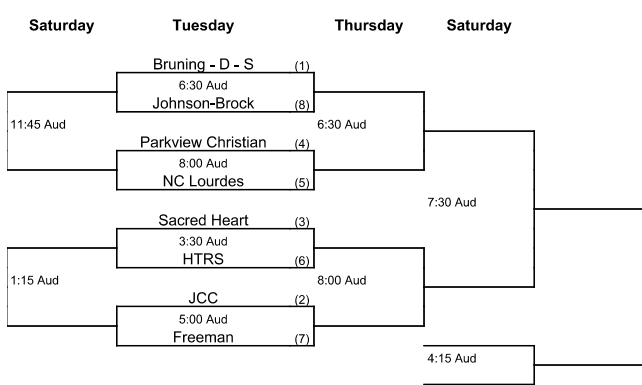 Saturday Tuesday Thursday Saturday
Bruning - D - S (1)
6:30 Aud
Johnson-Brock (8)
11:45 Aud 6:30 Aud
Parkview Christian (4)
8:00 Aud
NC Lourdes (5)
7:30 Aud
Sacred Heart (3)
3:30 Aud
HTRS (6)
1:15 Aud 8:00 Aud
JCC (2)
5:00 Aud
Freeman (7)
4:15 Aud